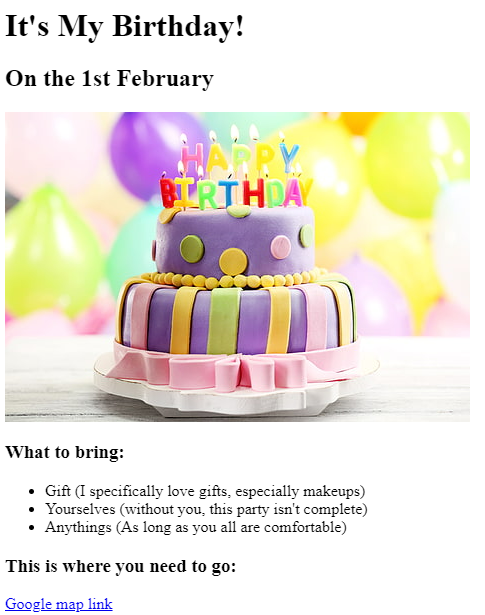 It's My Birthday!
On the 1st February
HAPPY
BIRTHDAY
What to bring:
Gift (I specifically love gifts, especially makeups)
Yourselves (without you, this party isn't complete)
Anythings (As long as you all are comfortable)
This is where you need to go:
Google map link